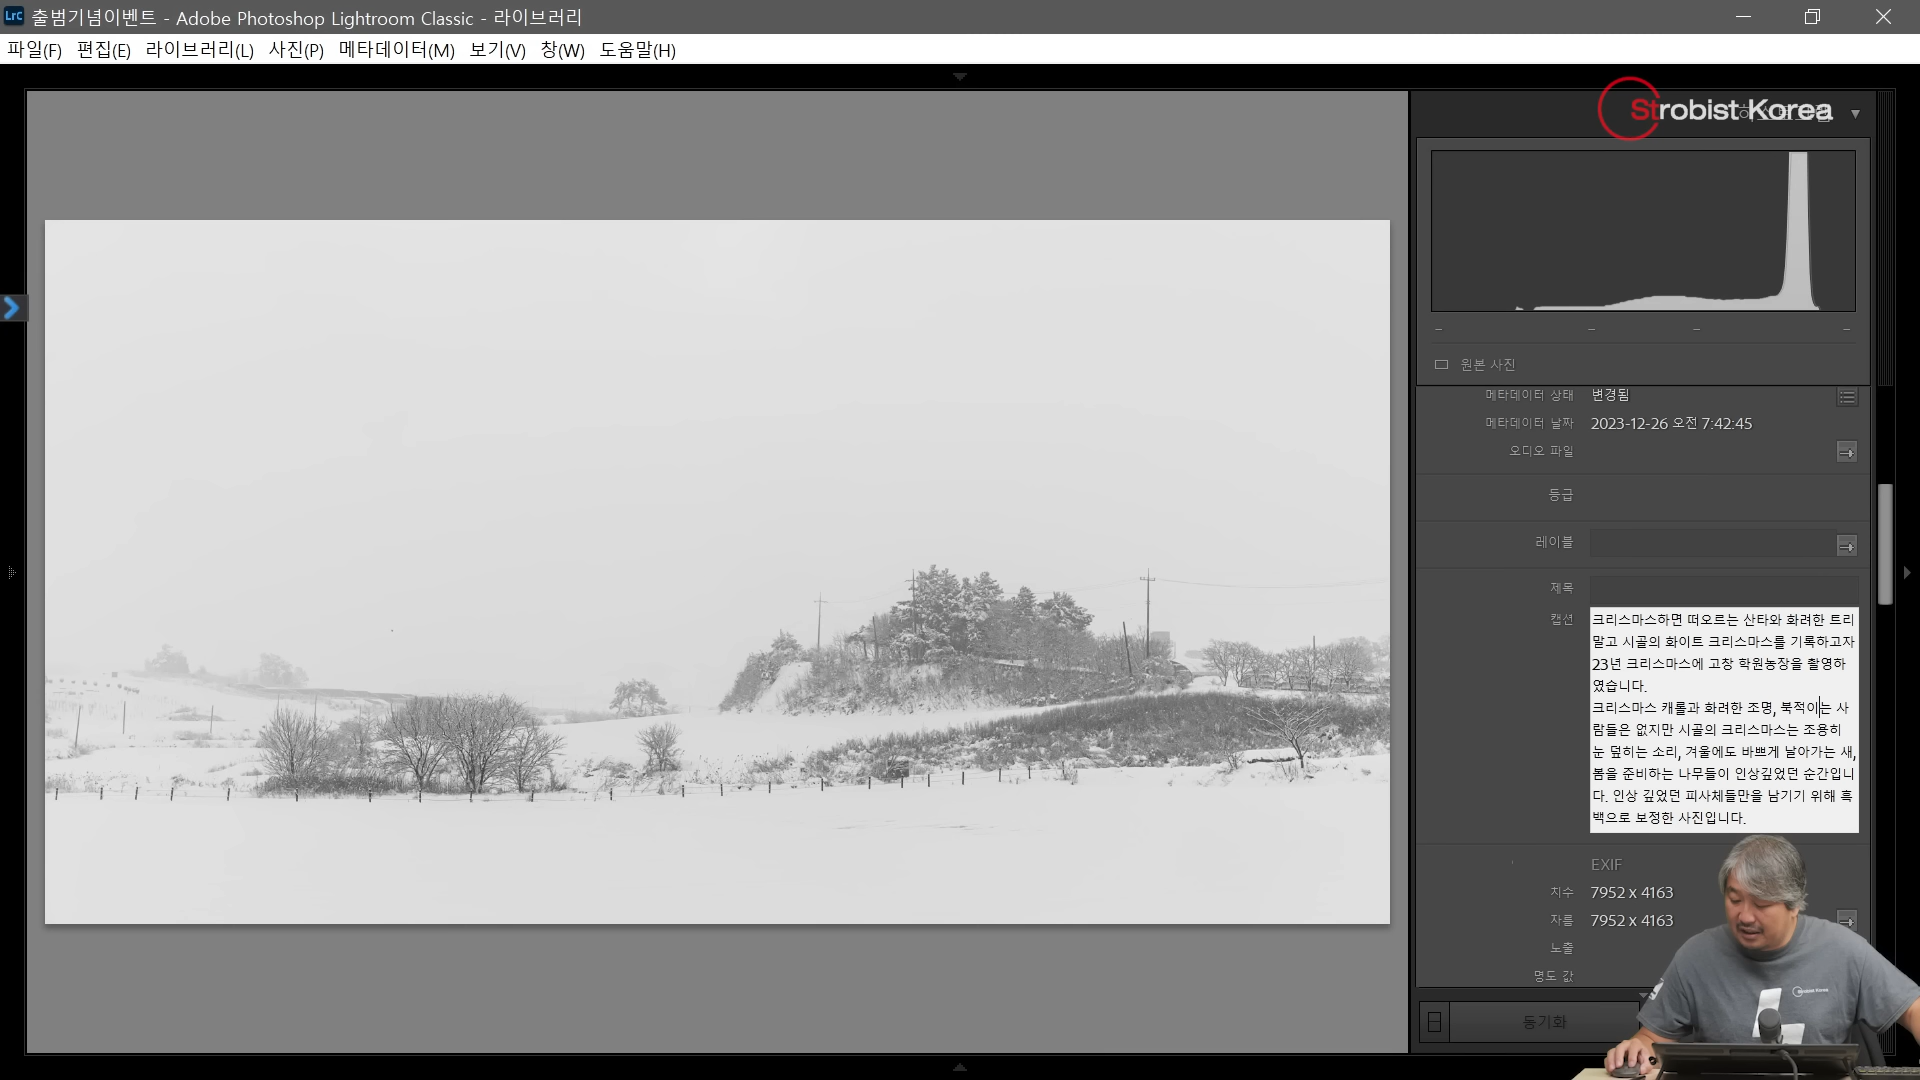 LrC 출범기념이벤트 - Adobe Photoshop Lightroom Classic - 라이브러리
파일(F) 편집(E) 라이브러리(L) 사진(P) 메타데이터(M) 보기(V) 창(W) 도움말(H)
Strobist Korea
원본 사진
메타데이터 상태 변경됨
메타데이터 날짜 2023-12-26 오전 7:42:45
오디오 파일
등급
레이블
제목
캡션
크리스마스하면 떠오르는 산타와 화려한 트리
말고 시골의 화이트 크리스마스를 기록하고자
23년 크리스마스에 고창 학원농장을 촬영하
였습니다.
크리스마스 캐롤과 화려한 조명, 북적이는 사
람들은 없지만 시골의 크리스마스는 조용히
눈 덮히는 소리, 겨울에도 바쁘게 날아가는 새,
봄을 준비하는 나무들이 인상깊었던 순간입니
다. 인상 깊었던 피사체들만을 남기기 위해 흑
백으로 보정한 사진입니다.
EXIF
치수 7952 x 4163
자름 7952 x 4163
노출
명도 값
동기화
Strobist Korea